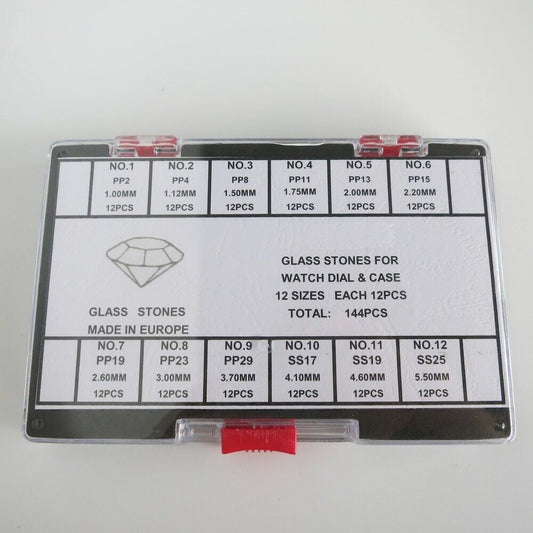 NO.1 NO.2 NO.3 NO.4 NO.5 NO.6
PP2 PP4 PP8 PP11 PP13 PP15
1.00MM 1.12MM 1.50MM 1.75MM 2.00MM 2.20MM
12PCS 12PCS 12PCS 12PCS 12PCS 12PCS
GLASS STONES
MADE IN EUROPE
GLASS STONES FOR
WATCH DIAL & CASE
12 SIZES EACH 12PCS
TOTAL: 144PCS
NO.7 NO.8 NO.9 NO.10 NO.11 NO.12
PP19 PP23 PP29 SS17 SS19 SS25
2.60MM 3.00MM 3.70MM 4.10MM 4.60MM 5.50MM
12PCS 12PCS 12PCS 12PCS 12PCS 12PCS